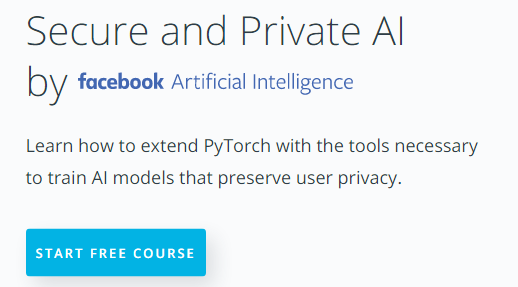 Secure and Private AI
by facebook Artificial Intelligence
Learn how to extend PyTorch with the tools necessary
to train AI models that preserve user privacy.
START FREE COURSE